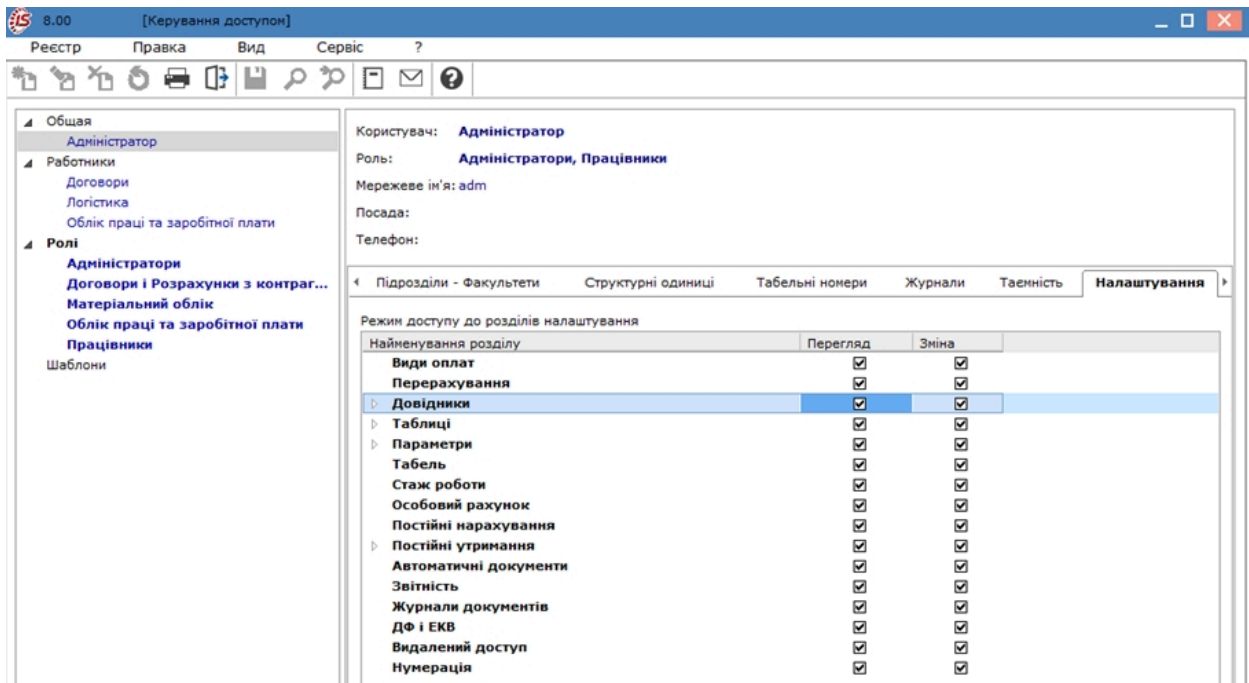 8.00 [Керування доступом]
Реєстр Правка Вид Сервіс ?
Общая
Адміністратор
Работники
Договори
Логістика
Облік праці та заробітної плати
Ролі
Адміністратори
Договори і Розрахунки з контраг...
Матеріальний облік
Облік праці та заробітної плати
Працівники
Шаблони
Користувач: Адміністратор
Роль: Адміністратори, Працівники
Мережеве ім'я: adm
Посада:
Телефон:
Підрозділи - Факультети Структурні одиниці Табельні номери Журнали Таємність Налаштування
Режим доступу до розділів налаштування
Найменування розділу Перегляд Зміна
Види оплат
Перерахування
Довідники
Таблиці
Параметри
Табель
Стаж роботи
Особовий рахунок
Постійні нарахування
Постійні утримання
Автоматичні документи
Звітність
Журнали документів
ДФ і ЕКВ
Видалений доступ
Нумерація